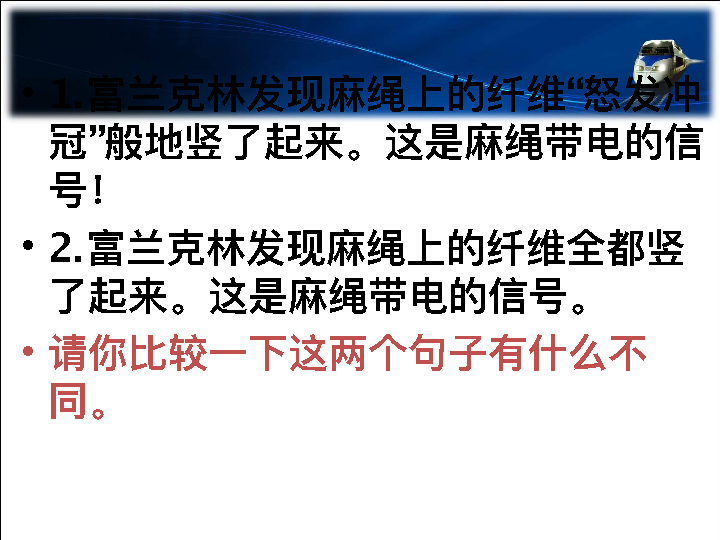 • 1.富兰克林发现麻绳上的纤维“怒发冲
冠”般地竖了起来。这是麻绳带电的信
号!
• 2.富兰克林发现麻绳上的纤维全都竖
了起来。这是麻绳带电的信号。
• 请你比较一下这两个句子有什么不
同。